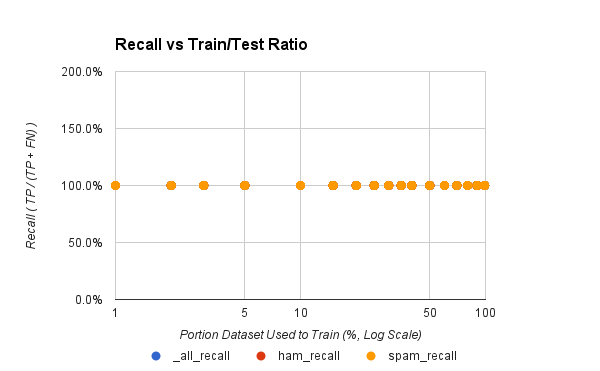 Recall vs Train/Test Ratio
200.0%
150.0%
100.0%
50.0%
0.0%
Recall ( TP / (TP + FN) )
1 5 10 50 100
Portion Dataset Used to Train (%, Log Scale)
_all_recall ham_recall spam_recall